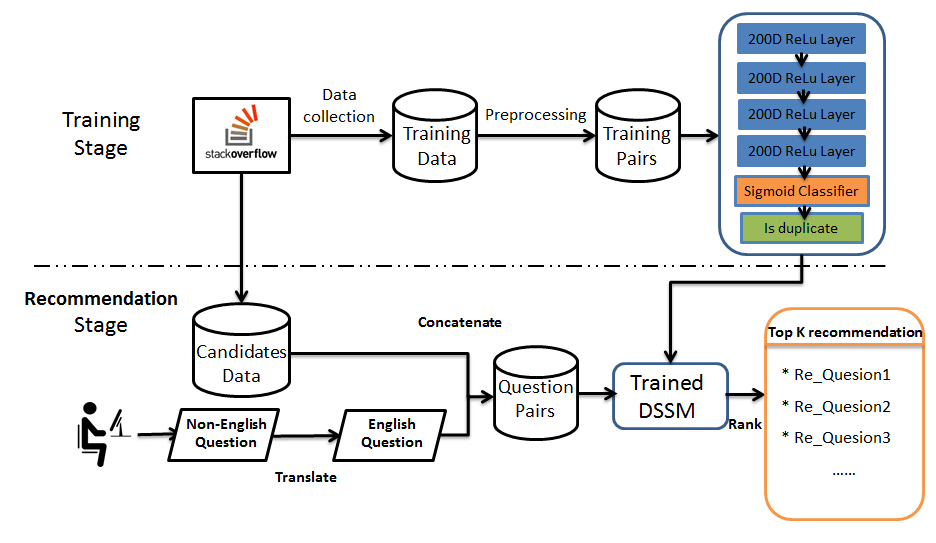 Training
Stage
stackoverflow
Data
collection
Training
Data
Preprocessing
Training
Pairs
200D ReLu Layer
200D ReLu Layer
200D ReLu Layer
200D ReLu Layer
Sigmoid Classifier
Is duplicate
Recommendation
Stage
Candidates
Data
Concatenate
Non-English
Question
Translate
English
Question
Question
Pairs
Trained
DSSM
Rank
Top K recommendation
* Re_Quesion1
* Re_Quesion2
* Re_Quesion3
......